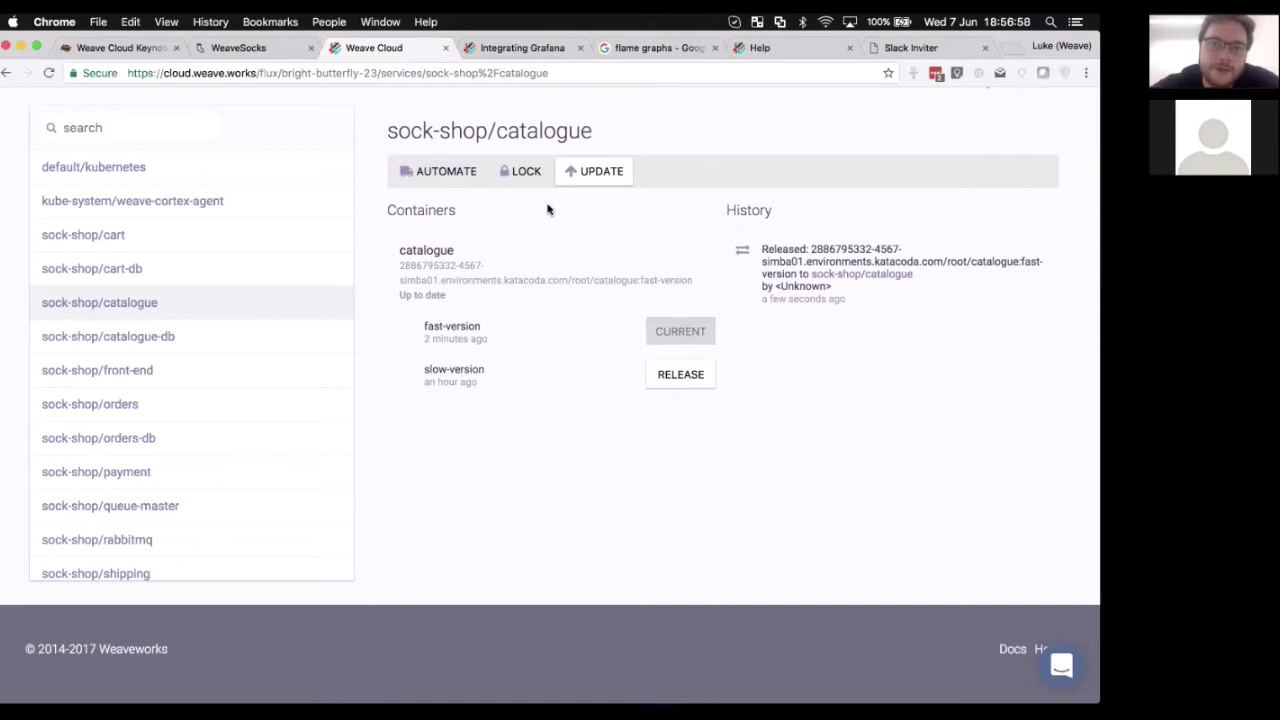 Chrome File Edit View History Bookmarks People Window Help 100% Wed 7 Jun 18:56:58
Weave Cloud Keynot × WeaveSocks × Weave Cloud × Integrating Grafana × flame graphs - Goog × Help × Slack Inviter × Luke (Weave)
Secure https://cloud.weave.works/flux/bright-butterfly-23/services/sock-shop%2Fcatalogue
search
default/kubernetes
kube-system/weave-cortex-agent
sock-shop/cart
sock-shop/cart-db
sock-shop/catalogue
sock-shop/catalogue-db
sock-shop/front-end
sock-shop/orders
sock-shop/orders-db
sock-shop/payment
sock-shop/queue-master
sock-shop/rabbitmq
sock-shop/shipping
sock-shop/catalogue
AUTOMATE LOCK UPDATE
Containers
catalogue
2886795332-4567-
simba01.environments.katacoda.com/root/catalogue:fast-version
Up to date
fast-version
2 minutes ago
CURRENT
slow-version
an hour ago
RELEASE
History
Released: 2886795332-4567-
simba01.environments.katacoda.com/root/catalogue:fast-
version to sock-shop/catalogue
by <Unknown>
a few seconds ago
© 2014-2017 Weaveworks
Docs